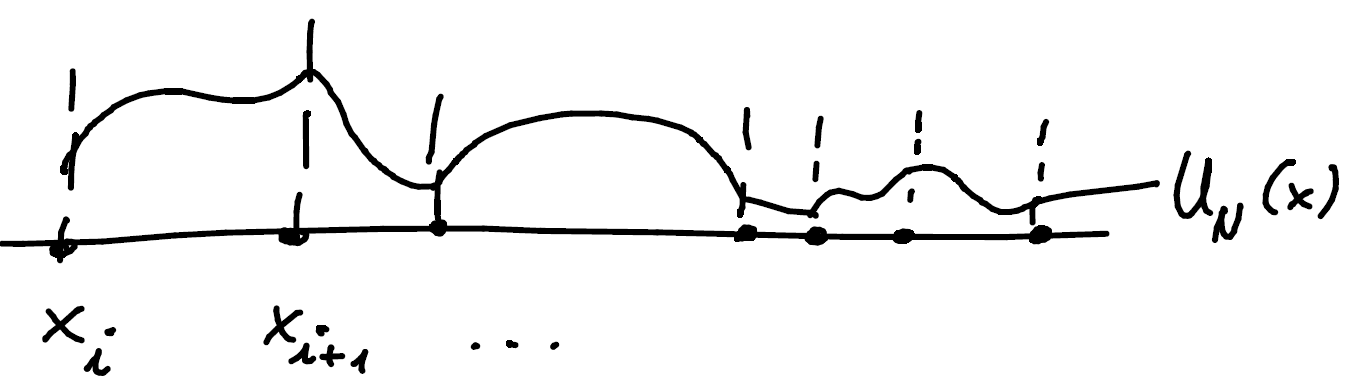 U_N(x)
x_i x_{i+1} ...